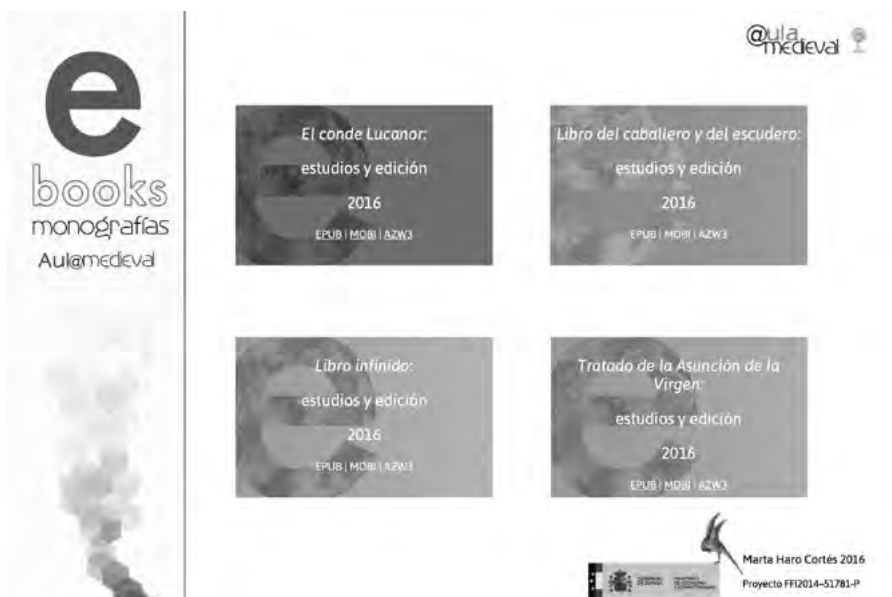 e
books
monografías
Aul@medieval
@ula
medieval
El conde Lucanor:
estudios y edición
2016
EPUB | MOBI | AZW3
Libro del caballero y del escudero:
estudios y edición
2016
EPUB | MOBI | AZW3
Libro infinido:
estudios y edición
2016
EPUB | MOBI | AZW3
Tratado de la Asunción de la
Virgen:
estudios y edición
2016
EPUB | MOBI | AZW3
Marta Haro Cortés 2016
Proyecto FFI2014–51781-P